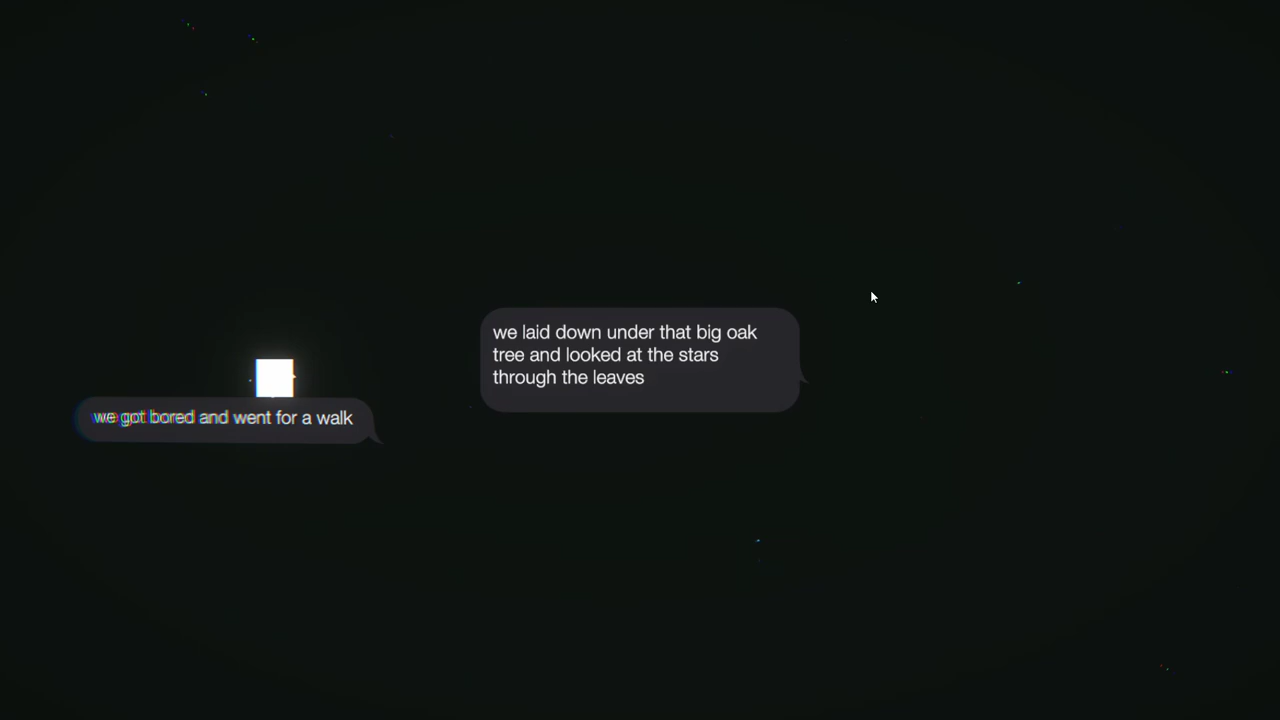 we got bored and went for a walk
we laid down under that big oak
tree and looked at the stars
through the leaves